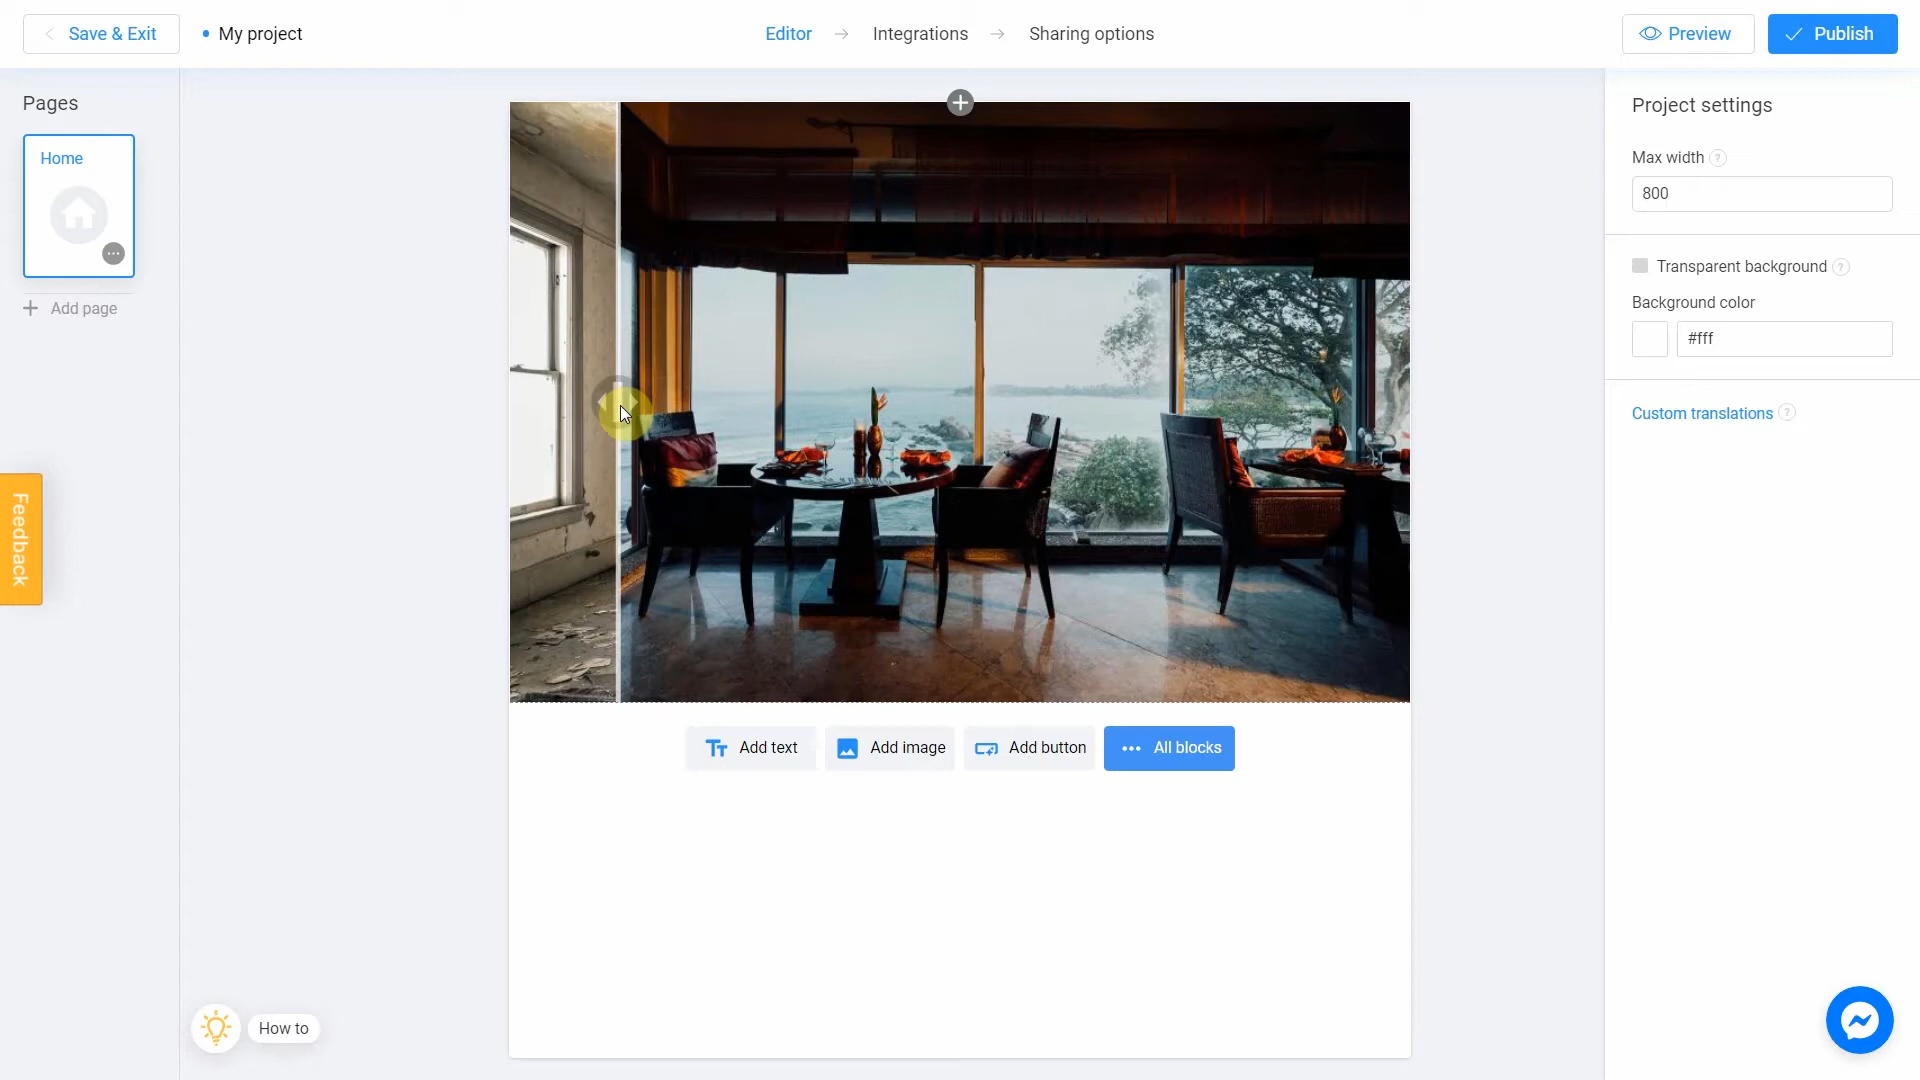 Save & Exit
My project
Editor
Integrations
Sharing options
Preview
Publish
Pages
Home
Add page
Feedback
Project settings
Max width ?
800
Transparent background ?
Background color
#fff
Custom translations ?
Add text
Add image
Add button
All blocks
How to